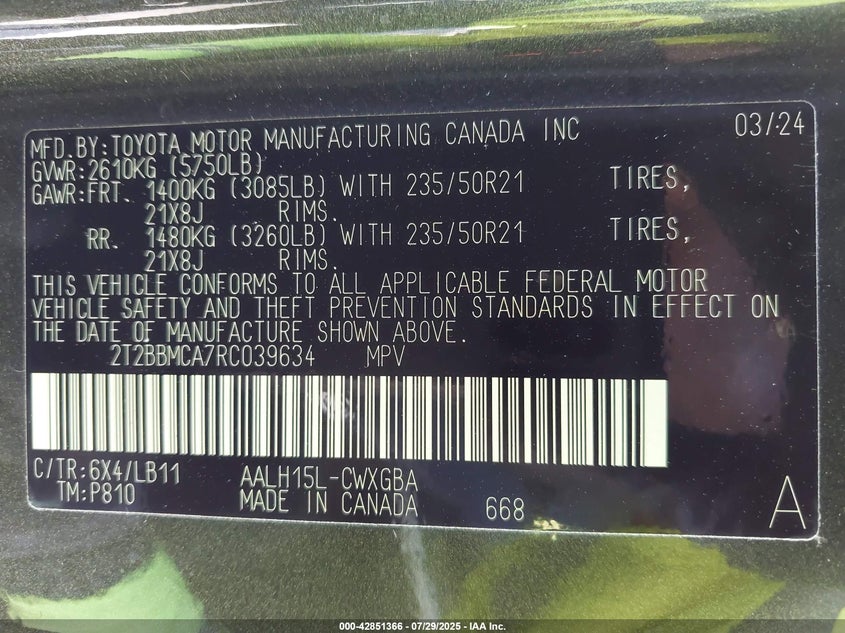 MFD.BY:TOYOTA MOTOR MANUFACTURING CANADA INC 03/24
GVWR:2610KG (5750LB)
GAWR:FRT. 1400KG (3085LB) WITH 235/50R21 TIRES,
21X8J RIMS.
RR. 1480KG (3260LB) WITH 235/50R21 TIRES,
21X8J RIMS.
THIS VEHICLE CONFORMS TO ALL APPLICABLE FEDERAL MOTOR
VEHICLE SAFETY AND THEFT PREVENTION STANDARDS IN EFFECT ON
THE DATE OF MANUFACTURE SHOWN ABOVE.
2T2BBMCA7RC039634 MPV
C/TR:6X4/LB11 AALH15L-CWXGBA
TM:P810 MADE IN CANADA 668 A
000-42851366 - 07/29/2025 - IAA Inc.